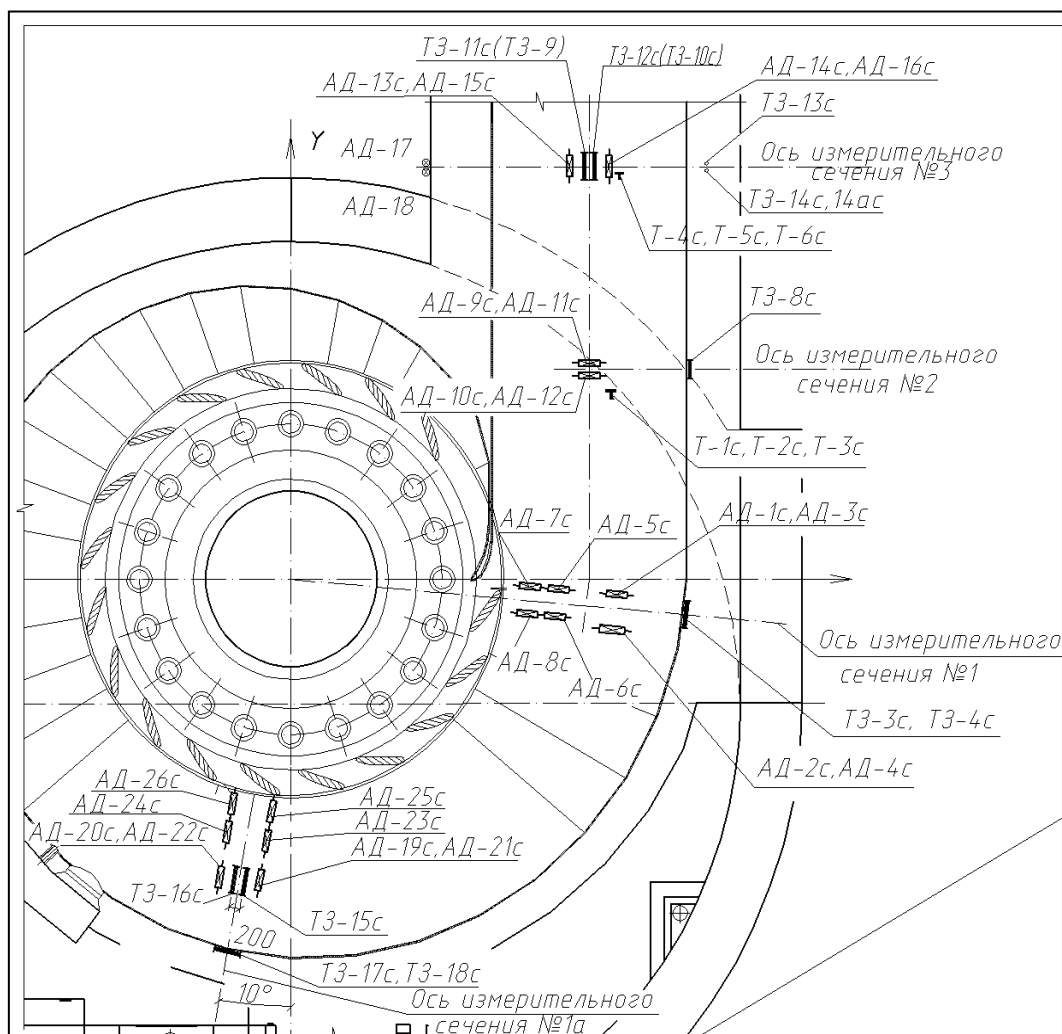 ТЗ-11с(ТЗ-9)
ТЗ-12с(ТЗ-10с)
АД-14с,АД-16с
АД-13с,АД-15с
ТЗ-13с
Y
АД-17
Ось измерительного
сечения №3
АД-18
ТЗ-14с,14ас
Т-4с,Т-5с,Т-6с
ТЗ-8с
АД-9с,АД-11с
Ось измерительного
сечения №2
АД-10с,АД-12с
Т-1с,Т-2с,Т-3с
АД-7с
АД-5с
АД-1с,АД-3с
Ось измерительного
сечения №1
АД-8с
АД-6с
ТЗ-3с, ТЗ-4с
АД-2с,АД-4с
АД-26с
АД-25с
АД-24с
АД-23с
АД-20с,АД-22с
АД-19с,АД-21с
ТЗ-16с
ТЗ-15с
200
ТЗ-17с,ТЗ-18с
10°
Ось измерительного
сечения №1а